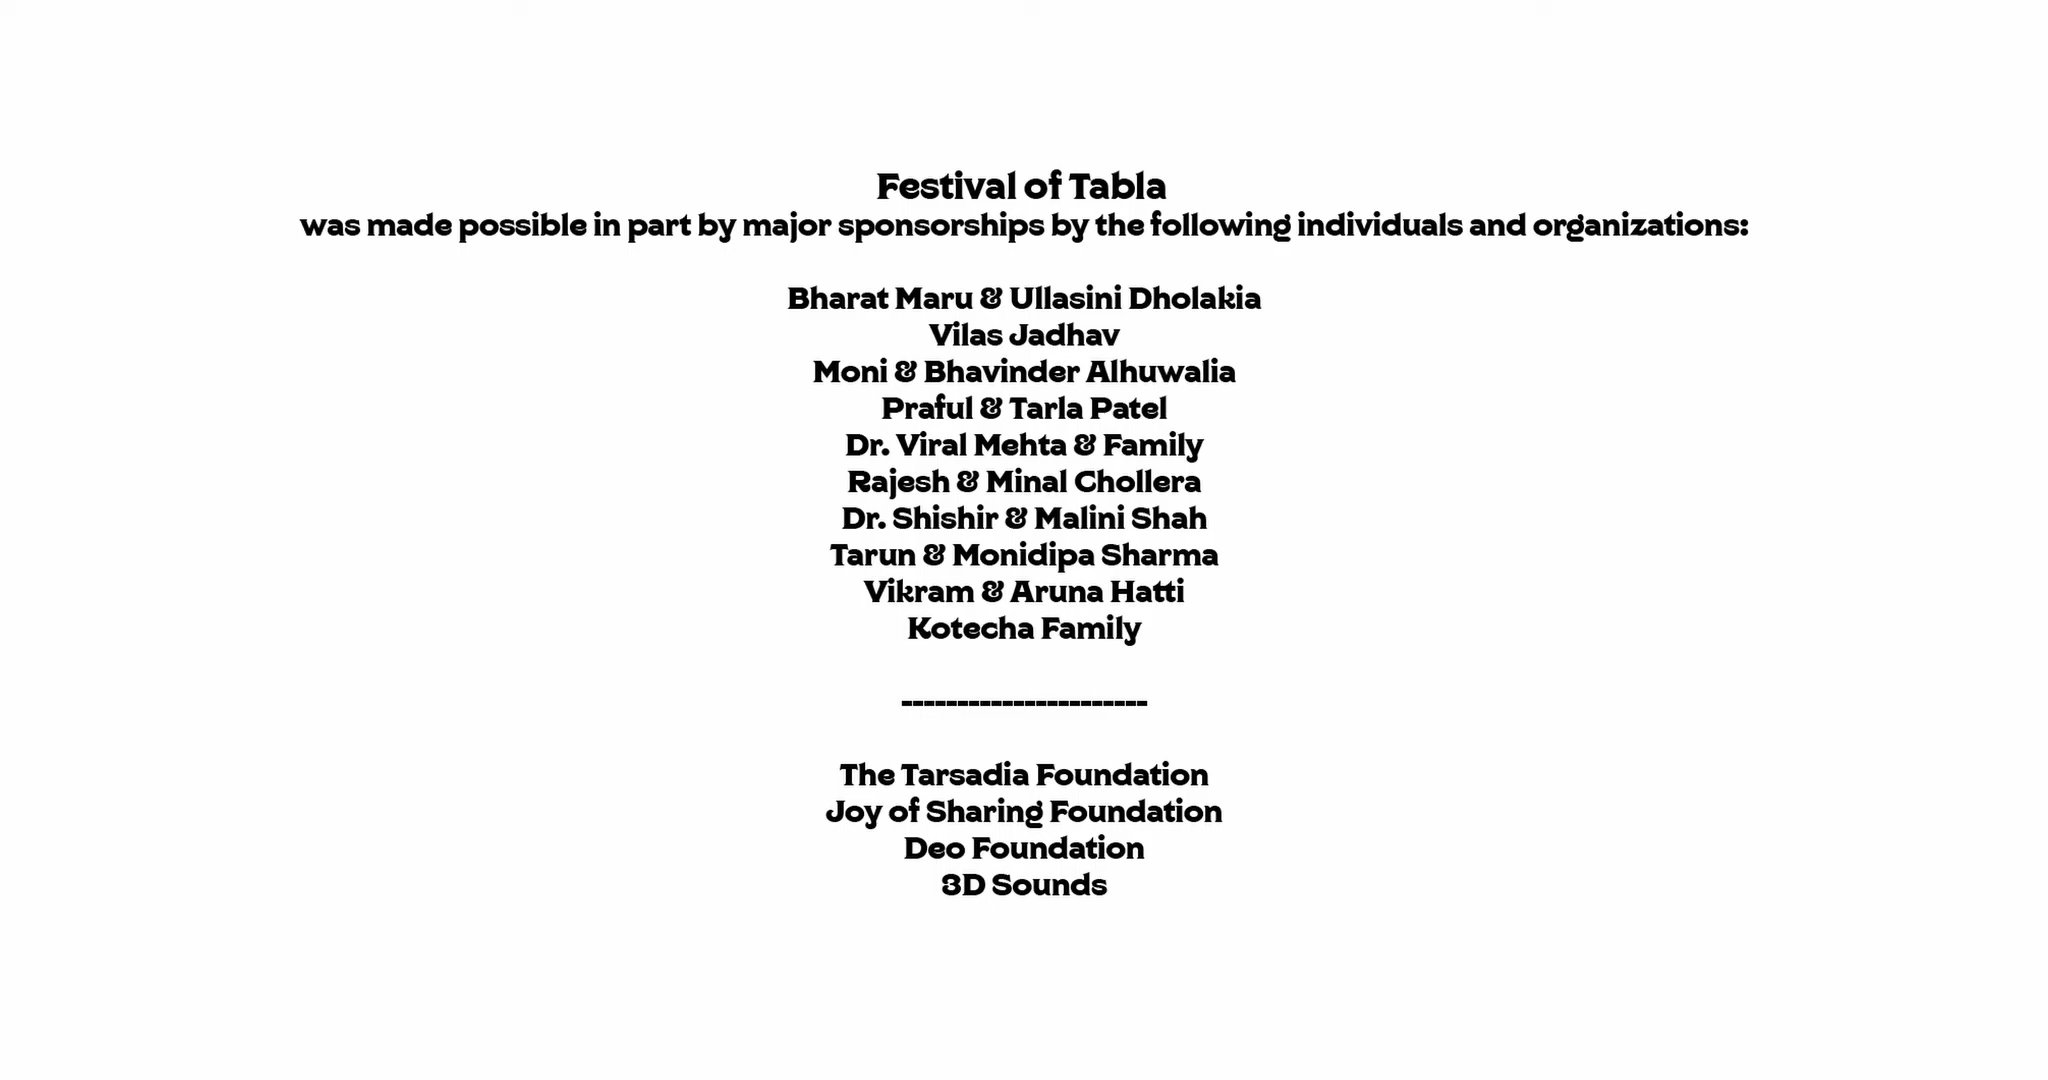 Festival of Tabla
was made possible in part by major sponsorships by the following individuals and organizations:
Bharat Maru & Ullasini Dholakia
Vilas Jadhav
Moni & Bhavinder Alhuwalia
Praful & Tarla Patel
Dr. Viral Mehta & Family
Rajesh & Minal Chollera
Dr. Shishir & Malini Shah
Tarun & Monidipa Sharma
Vikram & Aruna Hatti
Kotecha Family
----------------------
The Tarsadia Foundation
Joy of Sharing Foundation
Deo Foundation
3D Sounds